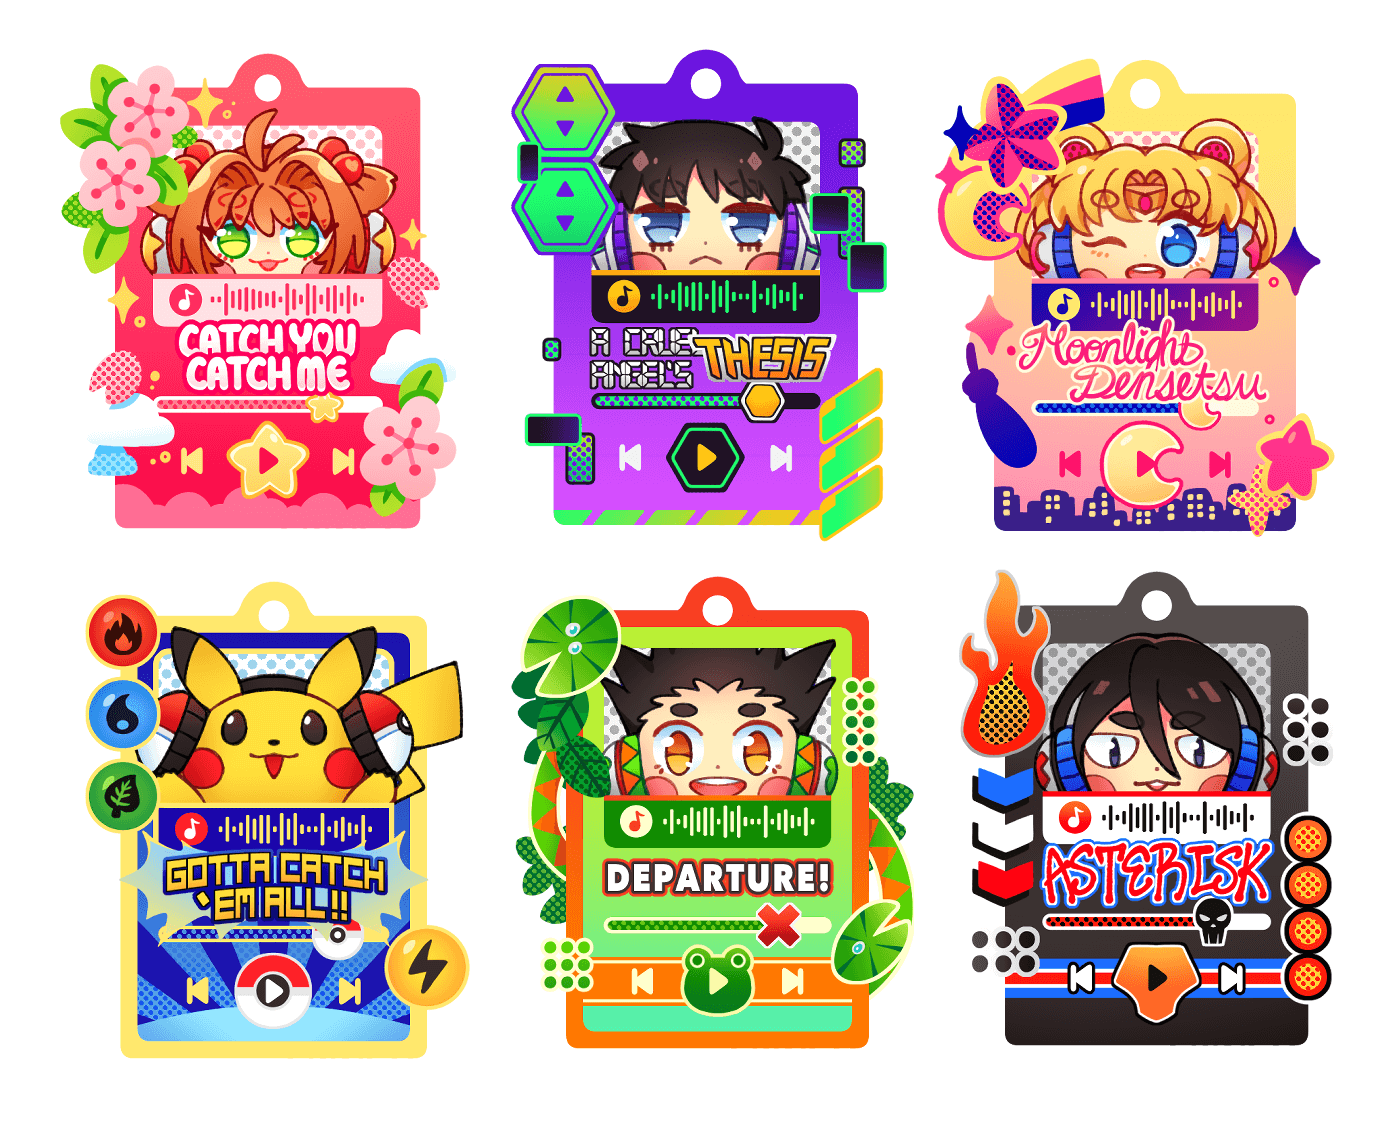 CATCH YOU
CATCH ME
A CRUEL
ANGEL'S
THESIS
Moonlight
Densetsu
GOTTA CATCH
'EM ALL!!
DEPARTURE!
ASTERISK